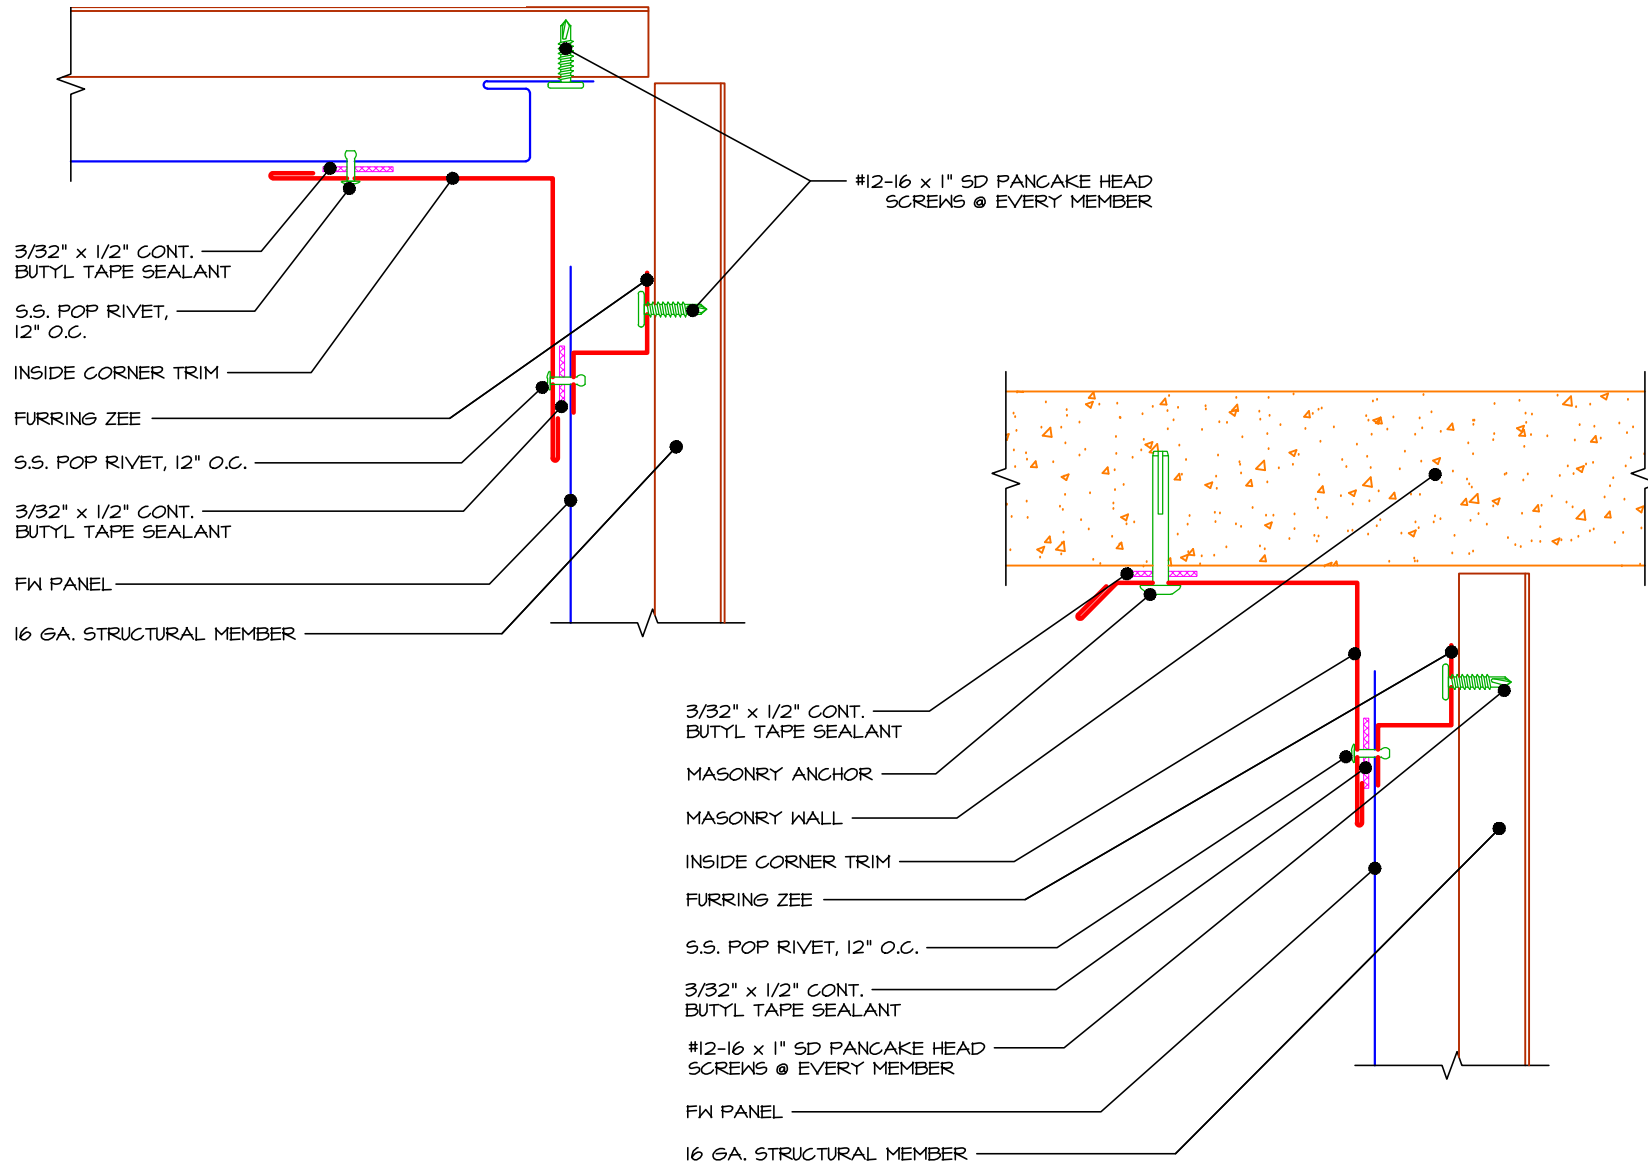 #12-16 x 1" SD PANCAKE HEAD
SCREWS @ EVERY MEMBER
3/32" x 1/2" CONT.
BUTYL TAPE SEALANT
S.S. POP RIVET,
12" O.C.
INSIDE CORNER TRIM
FURRING ZEE
S.S. POP RIVET, 12" O.C.
3/32" x 1/2" CONT.
BUTYL TAPE SEALANT
FW PANEL
16 GA. STRUCTURAL MEMBER
3/32" x 1/2" CONT.
BUTYL TAPE SEALANT
MASONRY ANCHOR
MASONRY WALL
INSIDE CORNER TRIM
FURRING ZEE
S.S. POP RIVET, 12" O.C.
3/32" x 1/2" CONT.
BUTYL TAPE SEALANT
#12-16 x 1" SD PANCAKE HEAD
SCREWS @ EVERY MEMBER
FW PANEL
16 GA. STRUCTURAL MEMBER